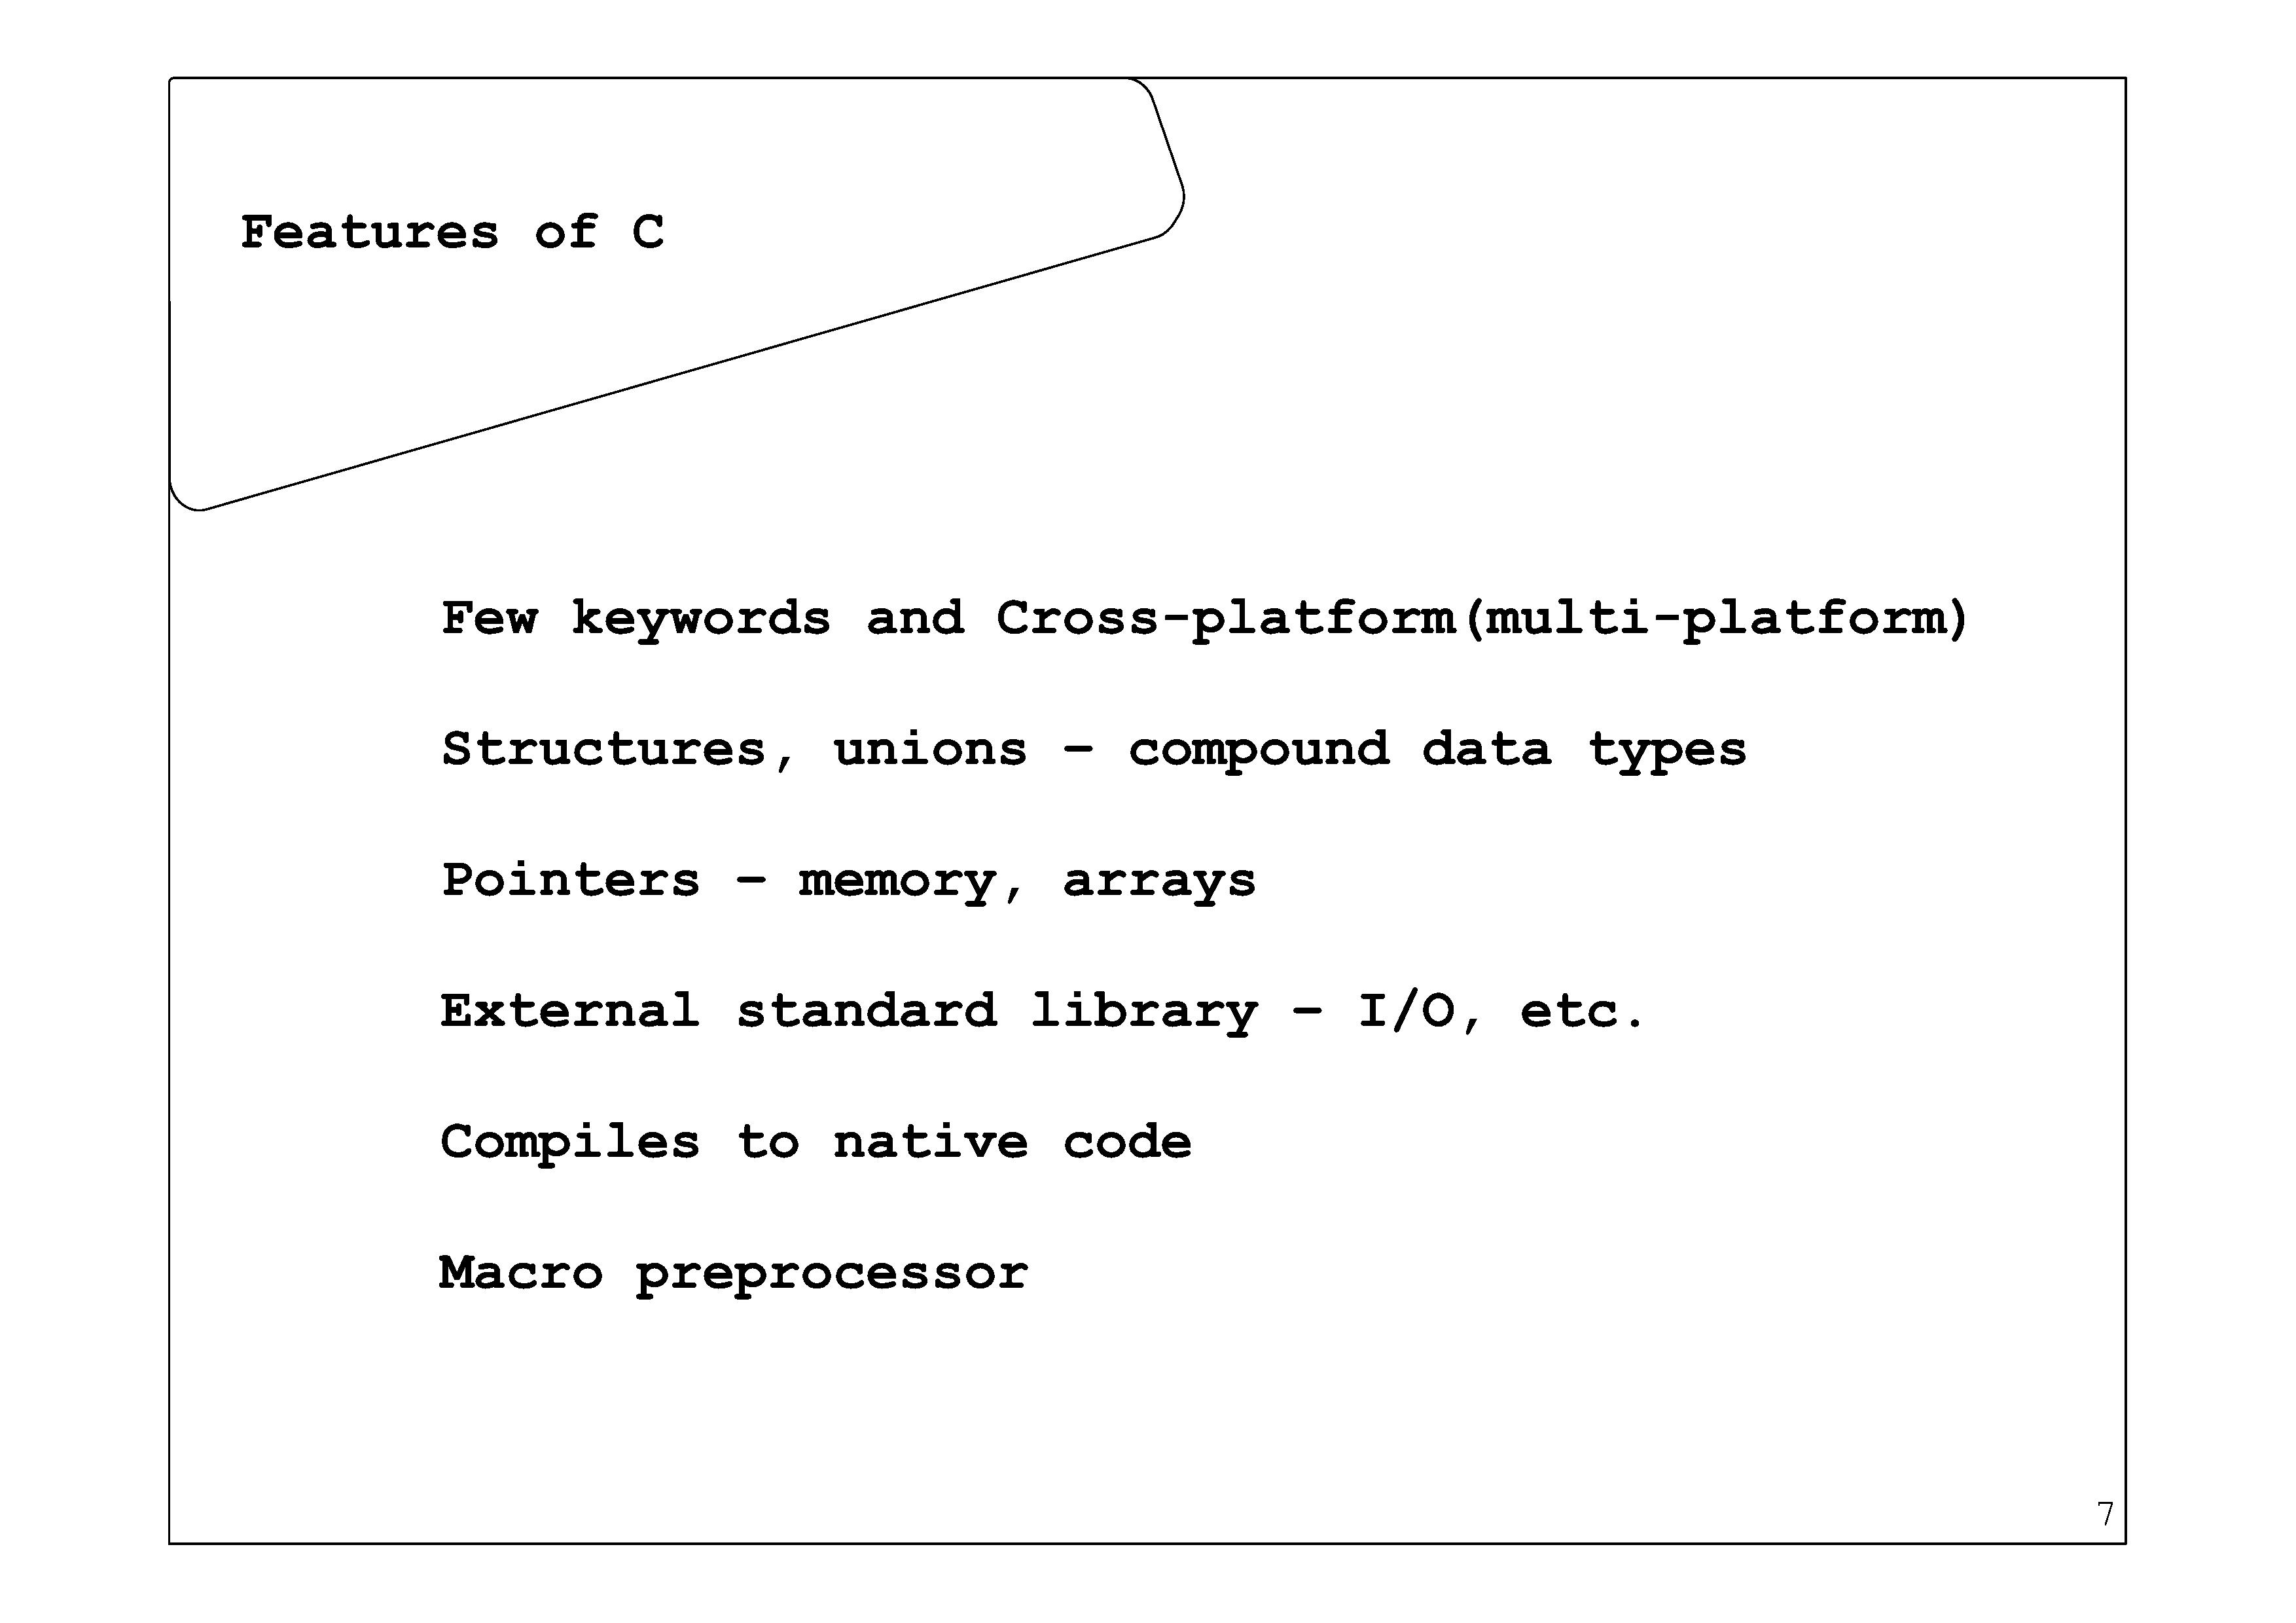 Features of C
Few keywords and Cross-platform(multi-platform)
Structures, unions – compound data types
Pointers – memory, arrays
External standard library – I/O, etc.
Compiles to native code
Macro preprocessor
7